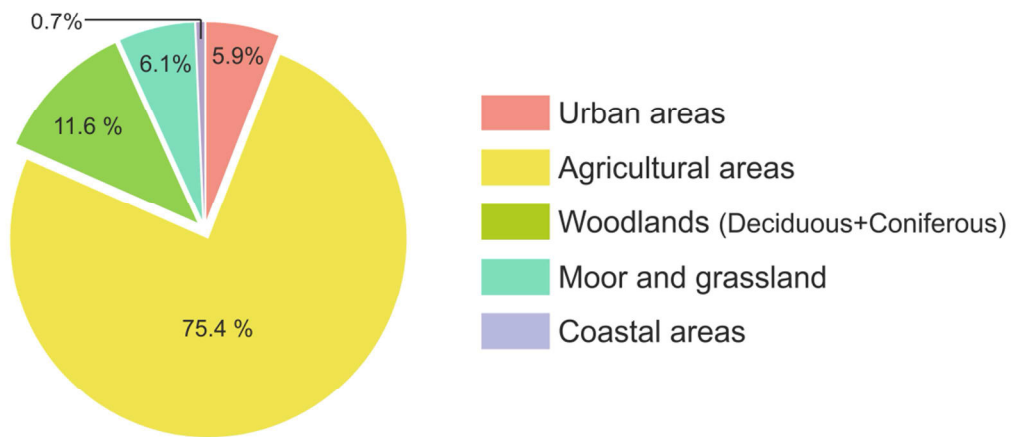 0.7%
5.9%
6.1%
11.6 %
75.4 %
Urban areas
Agricultural areas
Woodlands (Deciduous+Coniferous)
Moor and grassland
Coastal areas